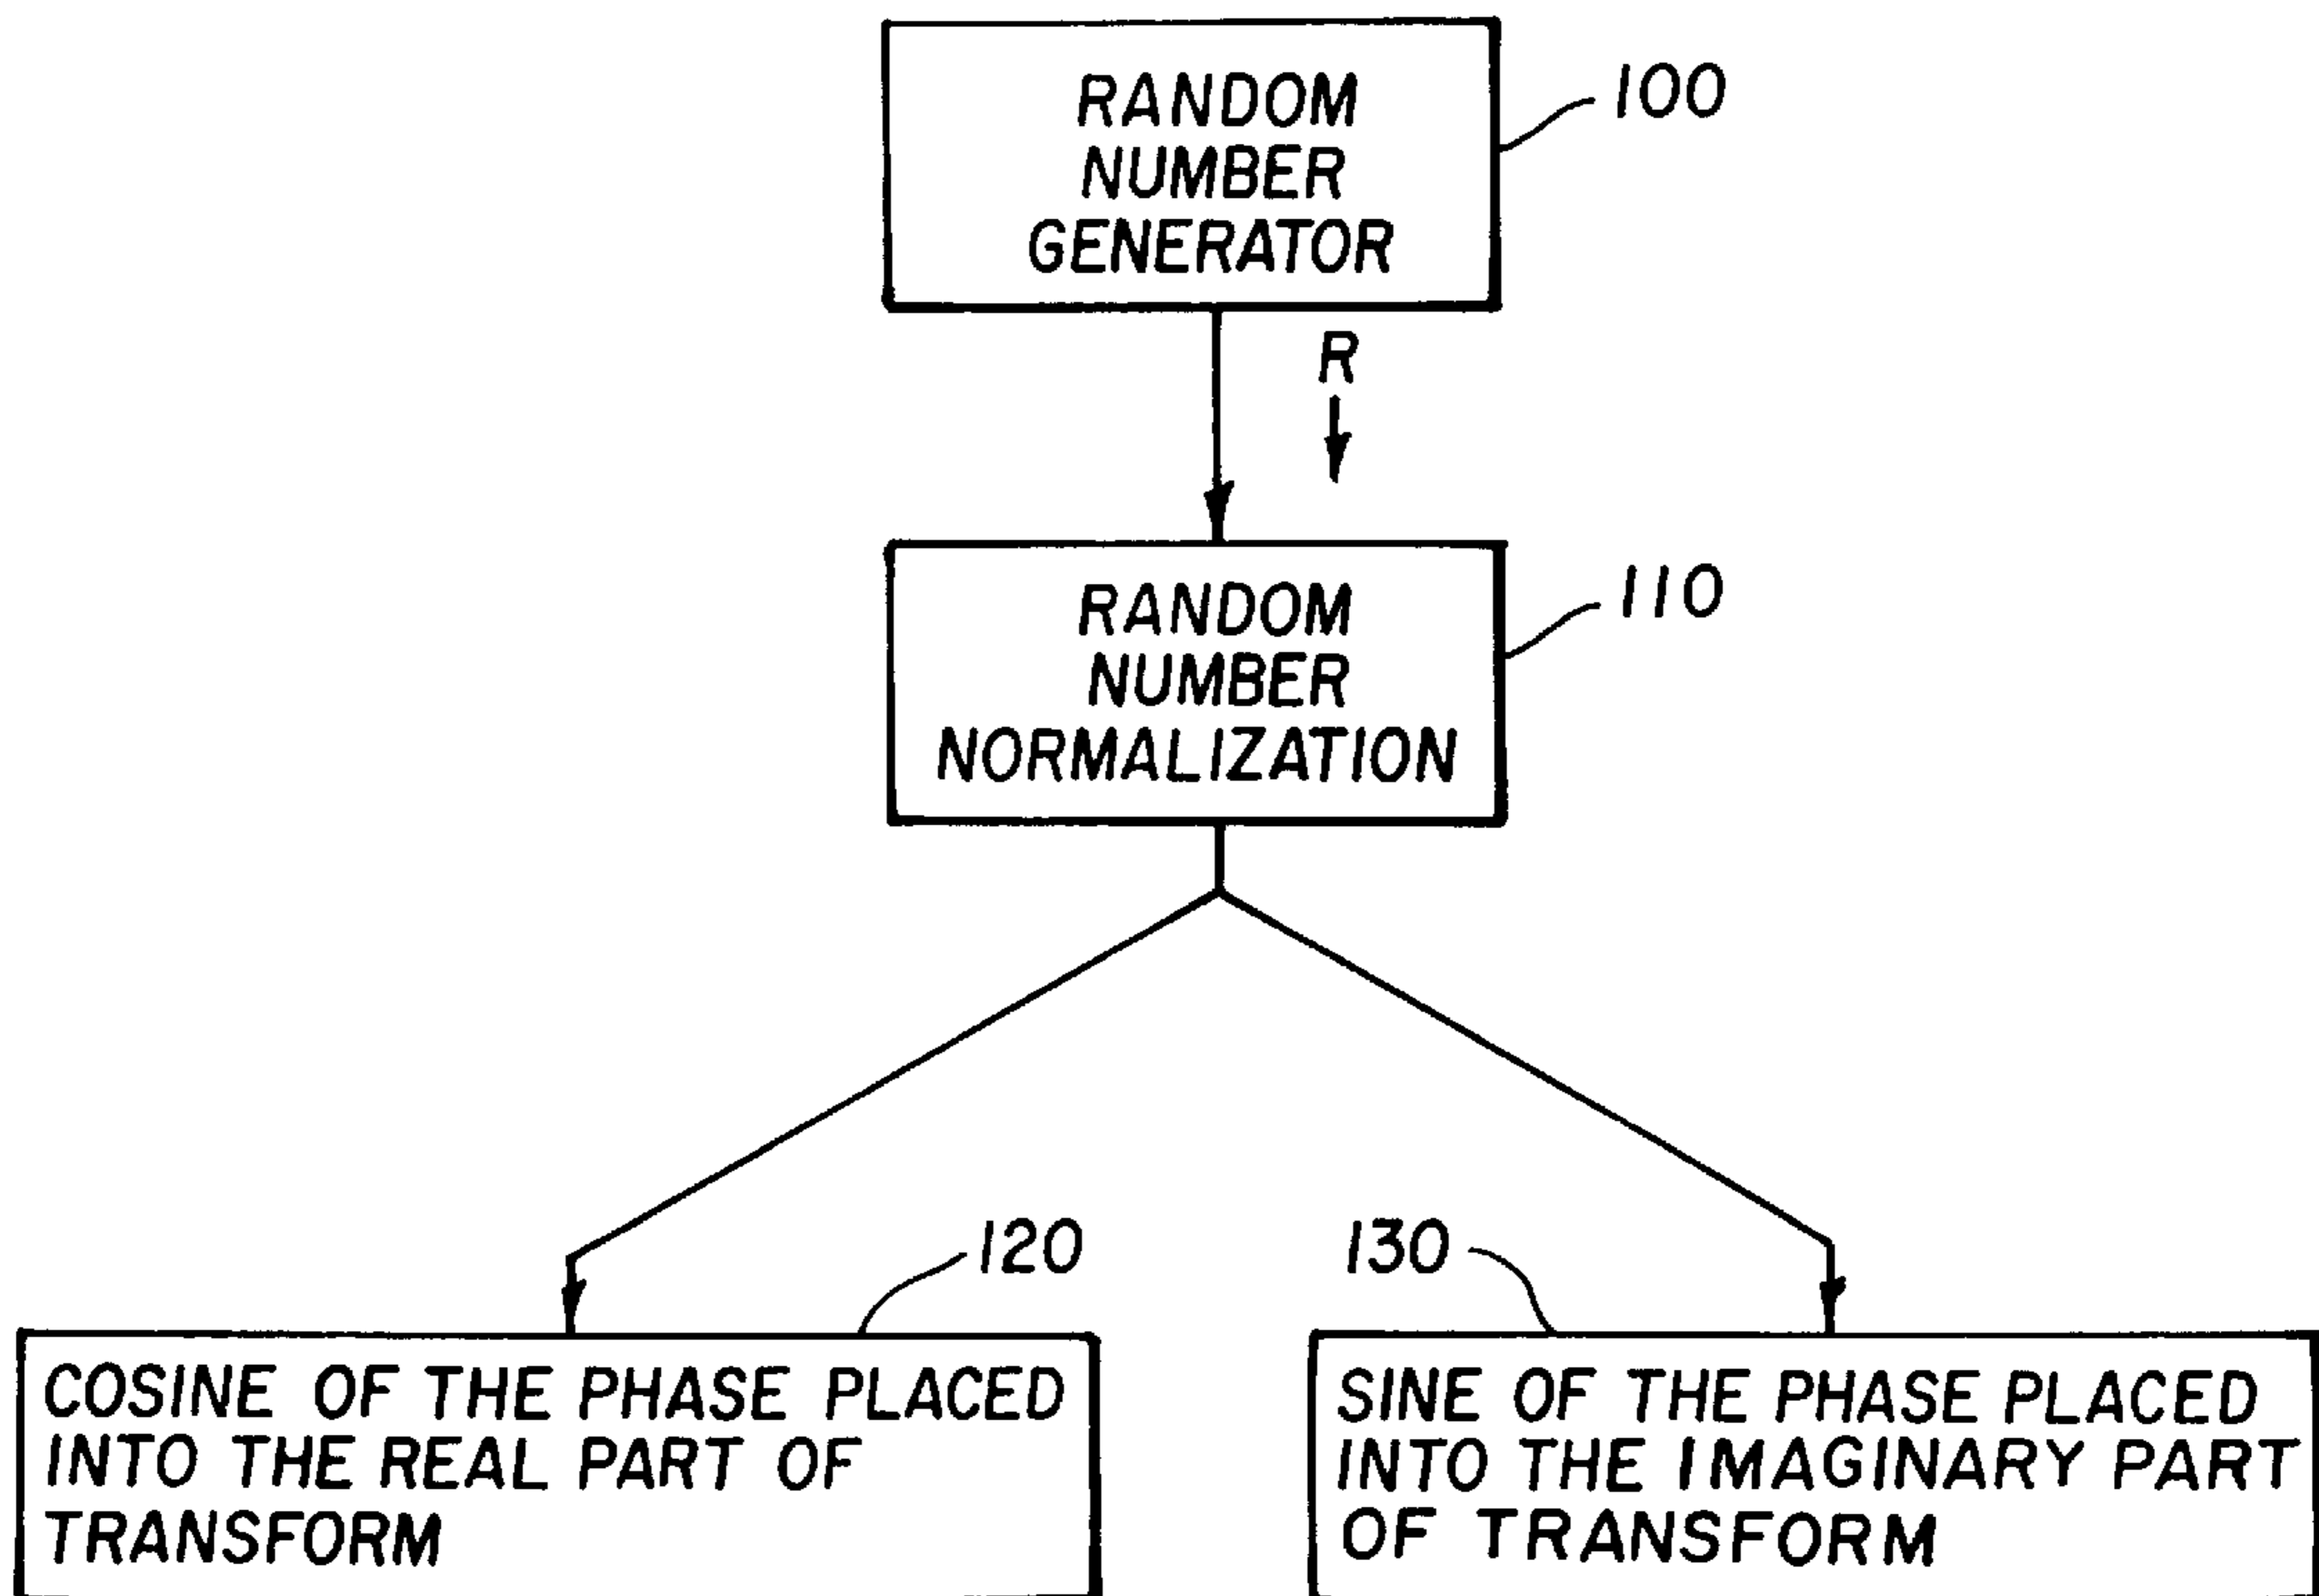 RANDOM
NUMBER
GENERATOR
100
R
RANDOM
NUMBER
NORMALIZATION
110
120
130
COSINE OF THE PHASE PLACED
INTO THE REAL PART OF
TRANSFORM
SINE OF THE PHASE PLACED
INTO THE IMAGINARY PART
OF TRANSFORM